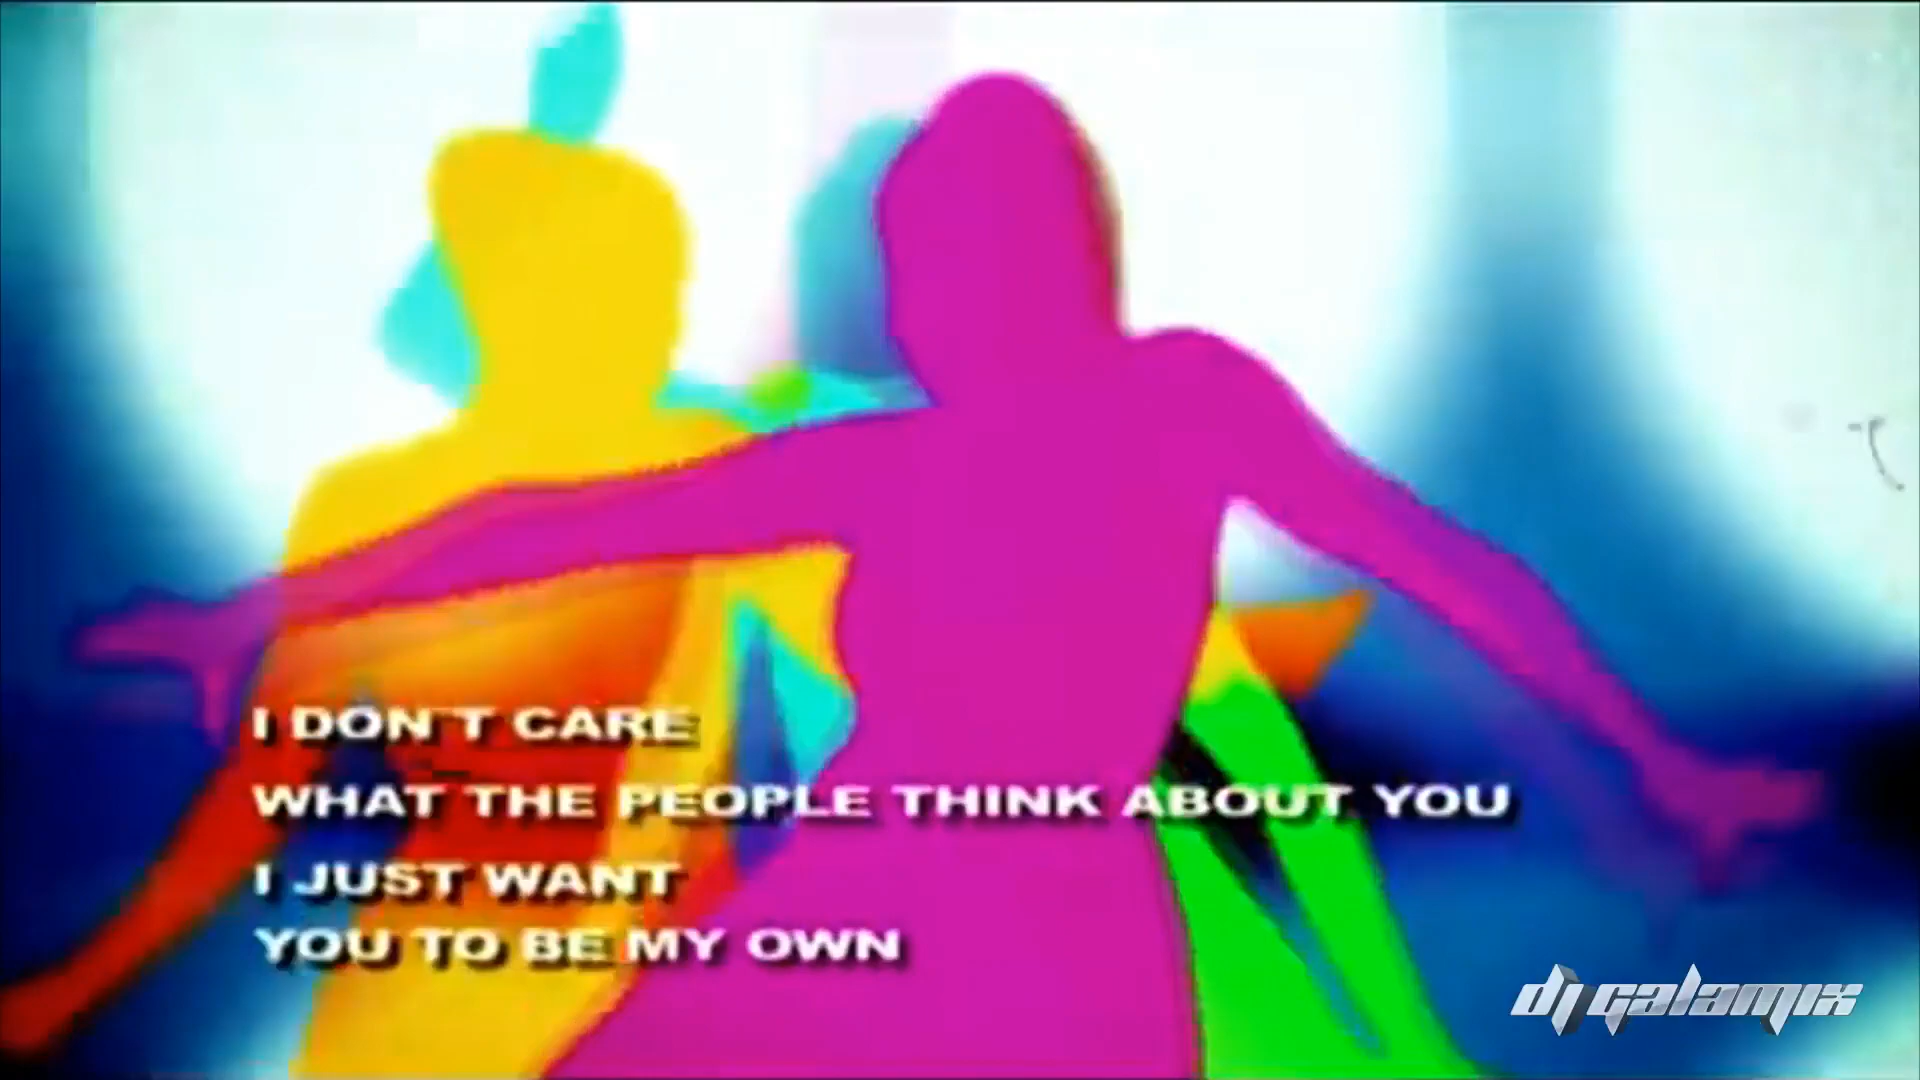 I DON'T CARE
WHAT THE PEOPLE THINK ABOUT YOU
I JUST WANT
YOU TO BE MY OWN
dj galamix